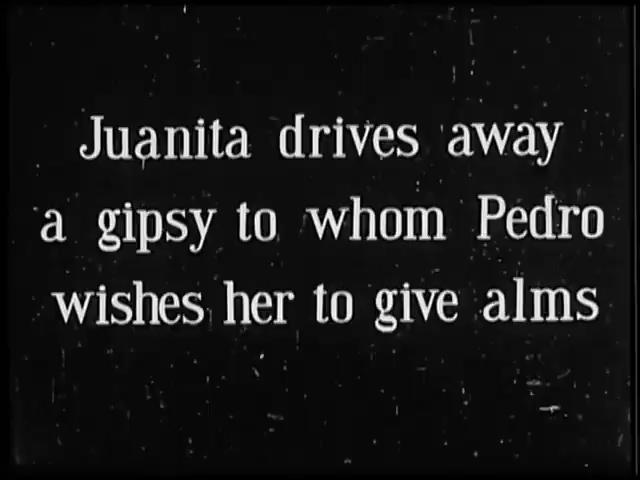 Juanita drives away
a gipsy to whom Pedro
wishes her to give alms